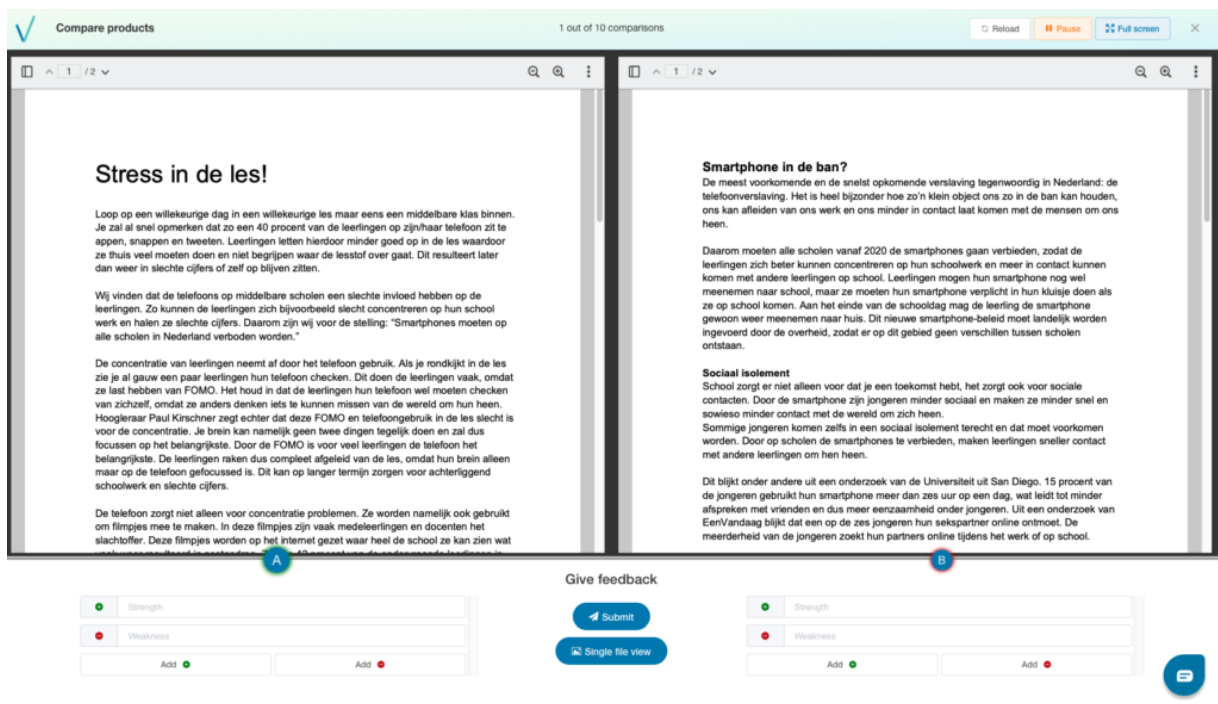 Compare products
1 out of 10 comparisons
Reload
Pause
Full screen
1 / 2
Stress in de les!
Loop op een willekeurige dag in een willekeurige les maar eens een middelbare klas binnen.
Je zal al snel opmerken dat zo een 40 procent van de leerlingen op zijn/haar telefoon zit te
appen, snappen en tweeten. Leerlingen letten hierdoor minder goed op in de les waardoor
ze thuis veel moeten doen en niet begrijpen waar de lesstof over gaat. Dit resulteert later
dan weer in slechte cijfers of zelf op blijven zitten.
Wij vinden dat de telefoons op middelbare scholen een slechte invloed hebben op de
leerlingen. Zo kunnen de leerlingen zich bijvoorbeeld slecht concentreren op hun school
werk en halen ze slechte cijfers. Daarom zijn wij voor de stelling: “Smartphones moeten op
alle scholen in Nederland verboden worden.”
De concentratie van leerlingen neemt af door het telefoon gebruik. Als je rondkijkt in de les
zie je al gauw een paar leerlingen hun telefoon checken. Dit doen de leerlingen vaak, omdat
ze last hebben van FOMO. Het houd in dat de leerlingen hun telefoon wel moeten checken
van zichzelf, omdat ze anders denken iets te kunnen missen van de wereld om hun heen.
Hoogleraar Paul Kirschner zegt echter dat deze FOMO en telefoongebruik in de les slecht is
voor de concentratie. Je brein kan namelijk geen twee dingen tegelijk doen en zal dus
focussen op het belangrijkste. Door de FOMO is voor veel leerlingen de telefoon het
belangrijkste. De leerlingen raken dus compleet afgeleid van de les, omdat hun brein alleen
maar op de telefoon gefocussed is. Dit kan op langer termijn zorgen voor achterliggend
schoolwerk en slechte cijfers.
De telefoon zorgt niet alleen voor concentratie problemen. Ze worden namelijk ook gebruikt
om filmpjes mee te maken. In deze filmpjes zijn vaak medeleerlingen en docenten het
slachtoffer. Deze filmpjes worden op het internet gezet waar heel de school ze kan zien wat
1 / 2
Smartphone in de ban?
De meest voorkomende en de snelst opkomende verslaving tegenwoordig in Nederland: de
telefoonverslaving. Het is heel bijzonder hoe zo’n klein object ons zo in de ban kan houden,
ons kan afleiden van ons werk en ons minder in contact laat komen met de mensen om ons
heen.
Daarom moeten alle scholen vanaf 2020 de smartphones gaan verbieden, zodat de
leerlingen zich beter kunnen concentreren op hun schoolwerk en meer in contact kunnen
komen met andere leerlingen op school. Leerlingen mogen hun smartphone nog wel
meenemen naar school, maar ze moeten hun smartphone verplicht in hun kluisje doen als
ze op school komen. Aan het einde van de schooldag mag de leerling de smartphone
gewoon weer meenemen naar huis. Dit nieuwe smartphone-beleid moet landelijk worden
ingevoerd door de overheid, zodat er op dit gebied geen verschillen tussen scholen
ontstaan.
Sociaal isolement
School zorgt er niet alleen voor dat je een toekomst hebt, het zorgt ook voor sociale
contacten. Door de smartphone zijn jongeren minder sociaal en maken ze minder snel en
sowieso minder contact met de wereld om zich heen.
Sommige jongeren komen zelfs in een sociaal isolement terecht en dat moet voorkomen
worden. Door op scholen de smartphones te verbieden, maken leerlingen sneller contact
met andere leerlingen om hen heen.
Dit blijkt onder andere uit een onderzoek van de Universiteit uit San Diego. 15 procent van
de jongeren gebruikt hun smartphone meer dan zes uur op een dag, wat leidt tot minder
afspreken met vrienden en dus meer eenzaamheid onder jongeren. Uit een onderzoek van
EenVandaag blijkt dat een op de zes jongeren hun sekspartner online ontmoet. De
meerderheid van de jongeren zoekt hun partners online tijdens het werk of op school.
A
B
Give feedback
Strength
Weakness
Add
Add
Submit
Single file view
Strength
Weakness
Add
Add